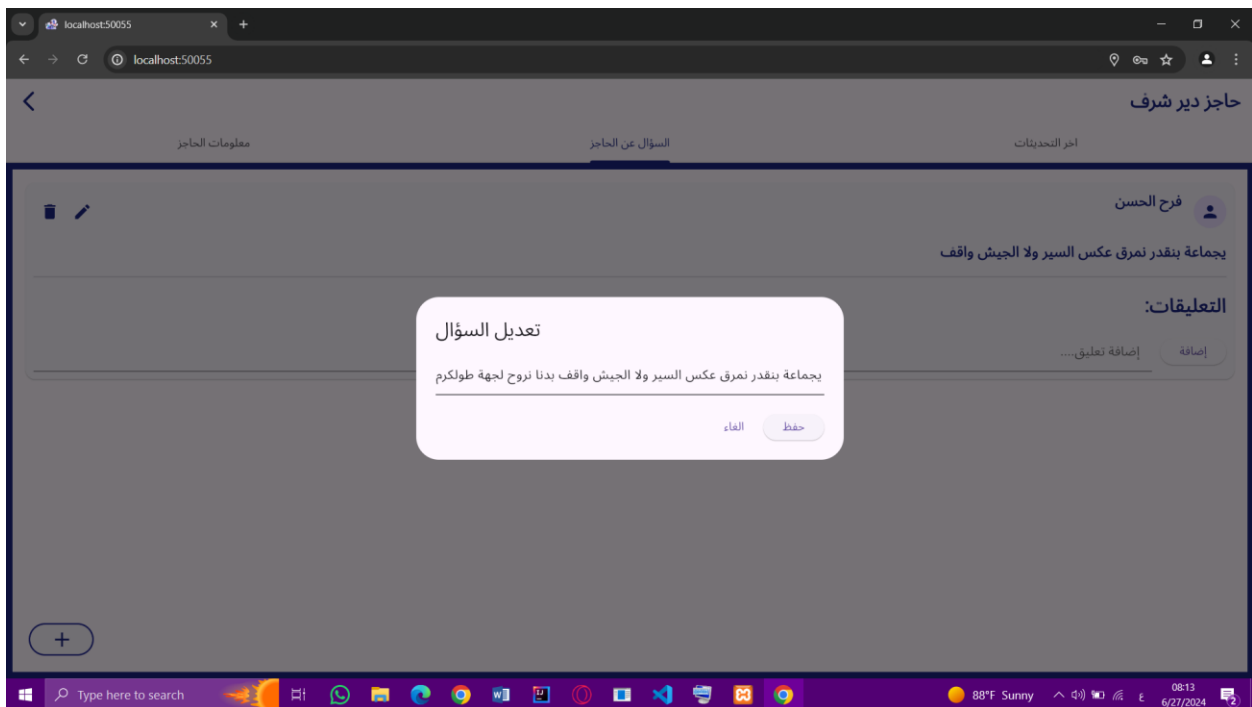 localhost:50055
localhost:50055
حاجز دير شرف
اخر التحديثات
السؤال عن الحاجز
معلومات الحاجز
فرح الحسن
يجماعة بنقدر نمرق عكس السير ولا الجيش واقف
التعليقات:
إضافة
إضافة تعليق....
تعديل السؤال
يجماعة بنقدر نمرق عكس السير ولا الجيش واقف بدنا نروح لجهة طولكرم
حفظ
الغاء
Type here to search
88°F Sunny
ع
08:13
6/27/2024
2